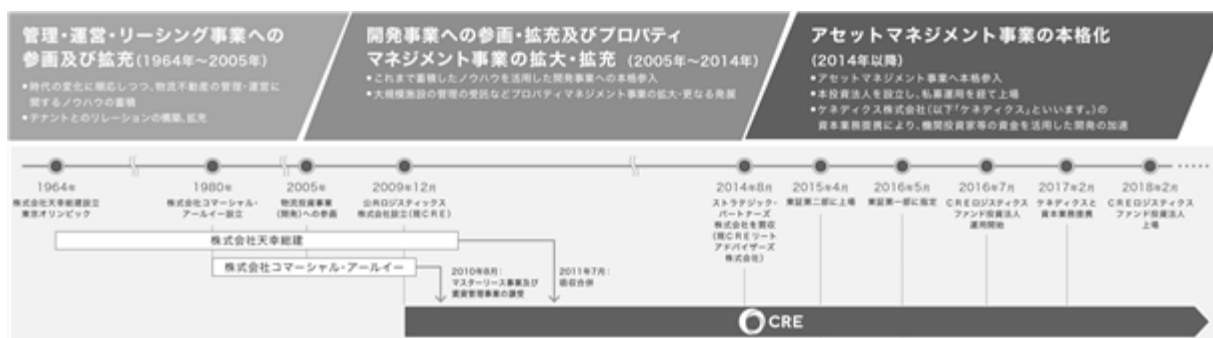 管理・運営・リーシング事業への
参画及び拡充(1964年～2005年)
●時代の変化に順応しつつ、物流不動産の管理・運営に
関するノウハウの蓄積
●テナントとのリレーションの構築、拡充
開発事業への参画・拡充及びプロパティ
マネジメント事業の拡大・拡充 (2005年～2014年)
●これまで蓄積したノウハウを活用した開発事業への本格参入
●大規模施設の管理の受託などプロパティマネジメント事業の拡大・更なる発展
アセットマネジメント事業の本格化
(2014年以降)
●アセットマネジメント事業へ本格参入
●本投資法人を設立し、私募運用を経て上場
●ケネディクス株式会社(以下「ケネディクス」といいます。)の
資本業務提携により、機関投資家等の資金を活用した開発の加速
1964年
株式会社天幸総建設立
東京オリンピック
1980年
株式会社コマーシャル・
アールイー設立
2005年
物流投資事業
(開発)への参画
2009年12月
公共ロジスティックス
株式会社設立(現CRE)
2014年8月
ストラテジック・
パートナーズ
株式会社を買収
(現CREリート
アドバイザーズ
株式会社)
2015年4月
東証第二部に上場
2016年5月
東証第一部に指定
2016年7月
CREロジスティクス
ファンド投資法人
運用開始
2017年2月
ケネディクスと
資本業務提携
2018年2月
CREロジスティクス
ファンド投資法人
上場
株式会社天幸総建
株式会社コマーシャル・アールイー
2010年8月:
マスターリース事業及び
賃貸管理事業の譲受
2011年7月:
吸収合併
CRE